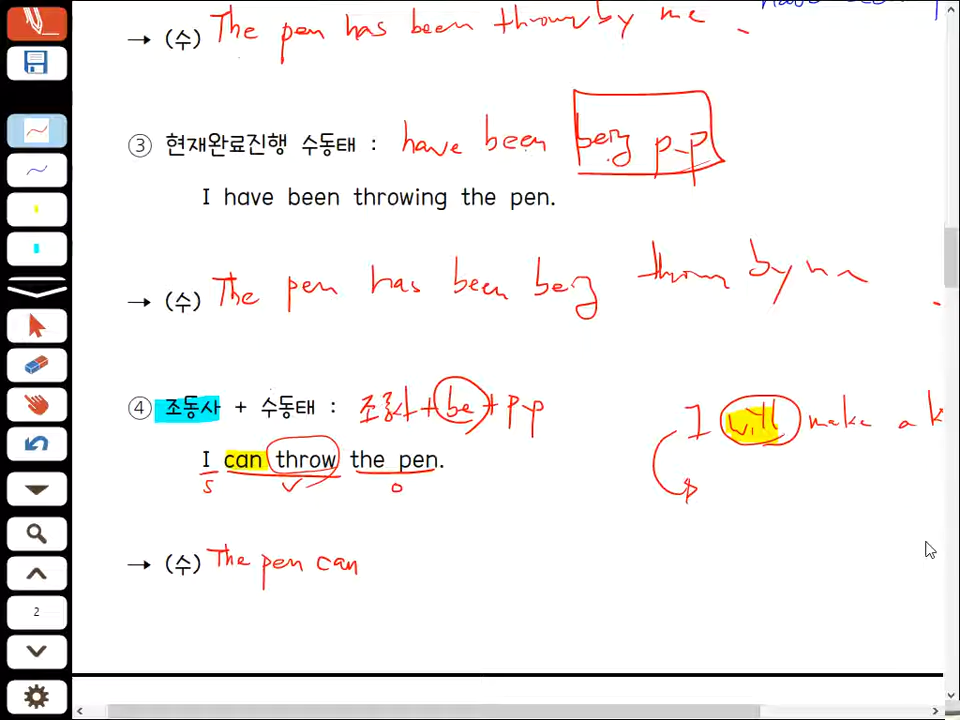 → (수) The pen has been thrown by me.
③ 현재완료진행 수동태 : have been being p.p
I have been throwing the pen.
→ (수) The pen has been being thrown by me.
④ 조동사 + 수동태 : 조동사 + be + p.p
I can throw the pen.
S V O
I will make a k
→ (수) The pen can
2